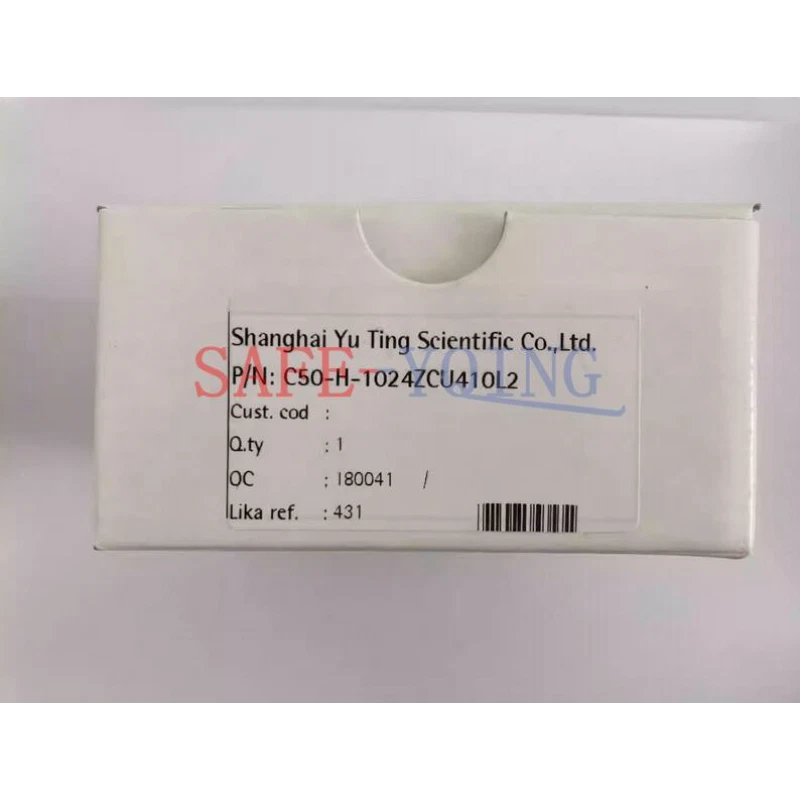 Shanghai Yu Ting Scientific Co.,Ltd.
SAFE-YQING
P/N: C50-H-1024ZCU410L2
Cust. cod :
Q.ty : 1
OC : 180041 /
Lika ref. : 431